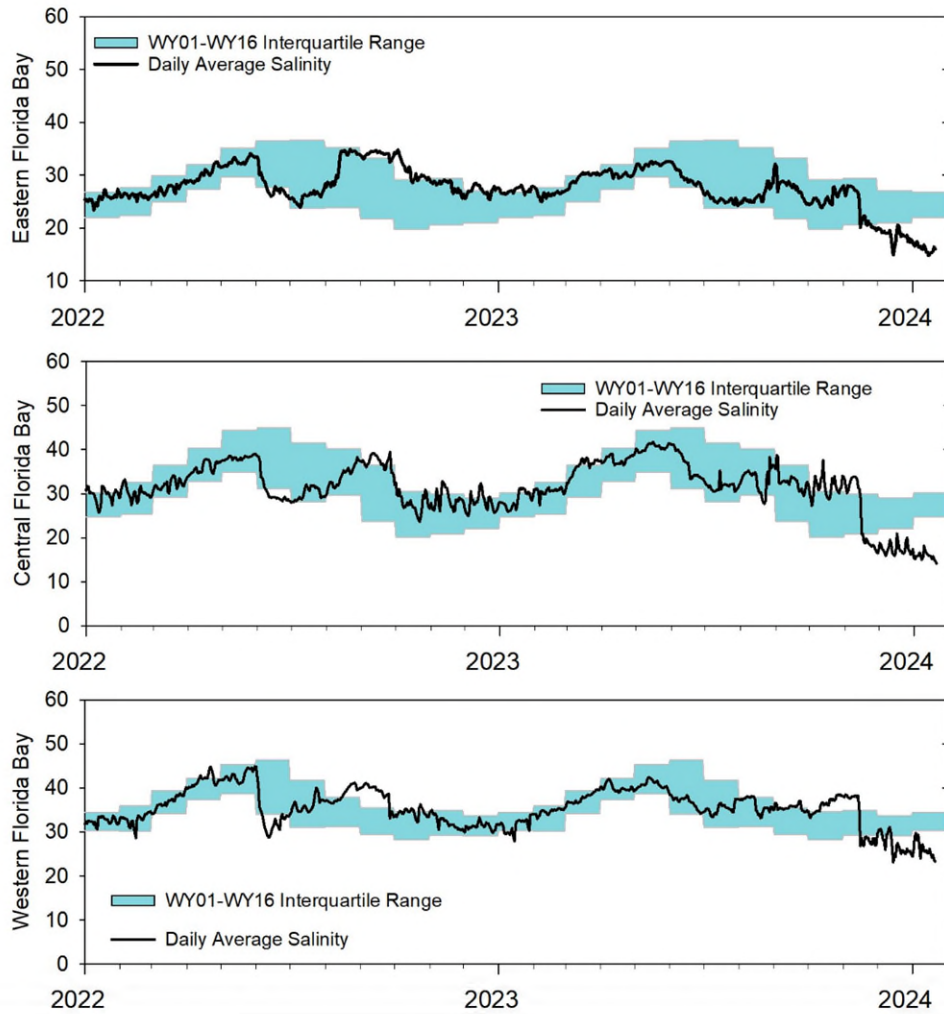 60
WY01-WY16 Interquartile Range
50
Daily Average Salinity
40
Eastern Florida Bay
30
20
10
2022 2023 2024
60
50
WY01-WY16 Interquartile Range
Daily Average Salinity
40
Central Florida Bay
30
20
10
0
2022 2023 2024
60
50
40
Western Florida Bay
30
20
WY01-WY16 Interquartile Range
10
Daily Average Salinity
0
2022 2023 2024